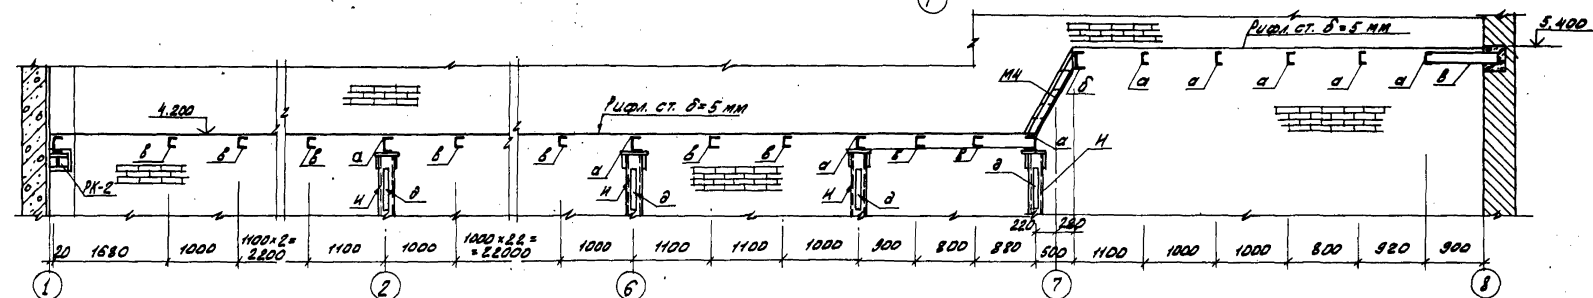 5.400
Рифл. ст. δ=5 мм
М4
б
а
а
а
а
а
в
4.200
Рифл. ст. δ=5 мм
в
в
в
а
в
в
а
в
в
а
в
в
а
РК-2
И
д
И
д
И
д
д
И
220
280
20
1680
1000
1100×2=
2200
1100
1000
1000×22=
=22000
1000
1100
1100
1000
900
800
880
500
1100
1000
1000
800
920
900
1
2
6
7
8